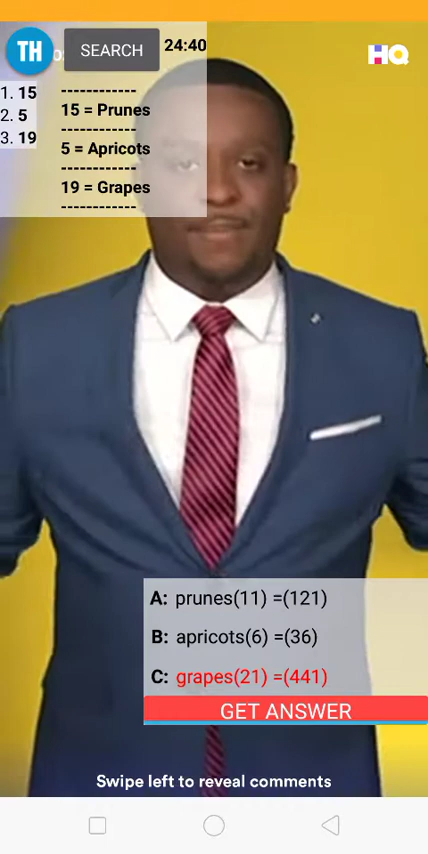 TH
SEARCH
24:40
HQ
1. 15
2. 5
3. 19
------------
15 = Prunes
------------
5 = Apricots
------------
19 = Grapes
------------
A: prunes(11) =(121)
B: apricots(6) =(36)
C: grapes(21) =(441)
GET ANSWER
Swipe left to reveal comments